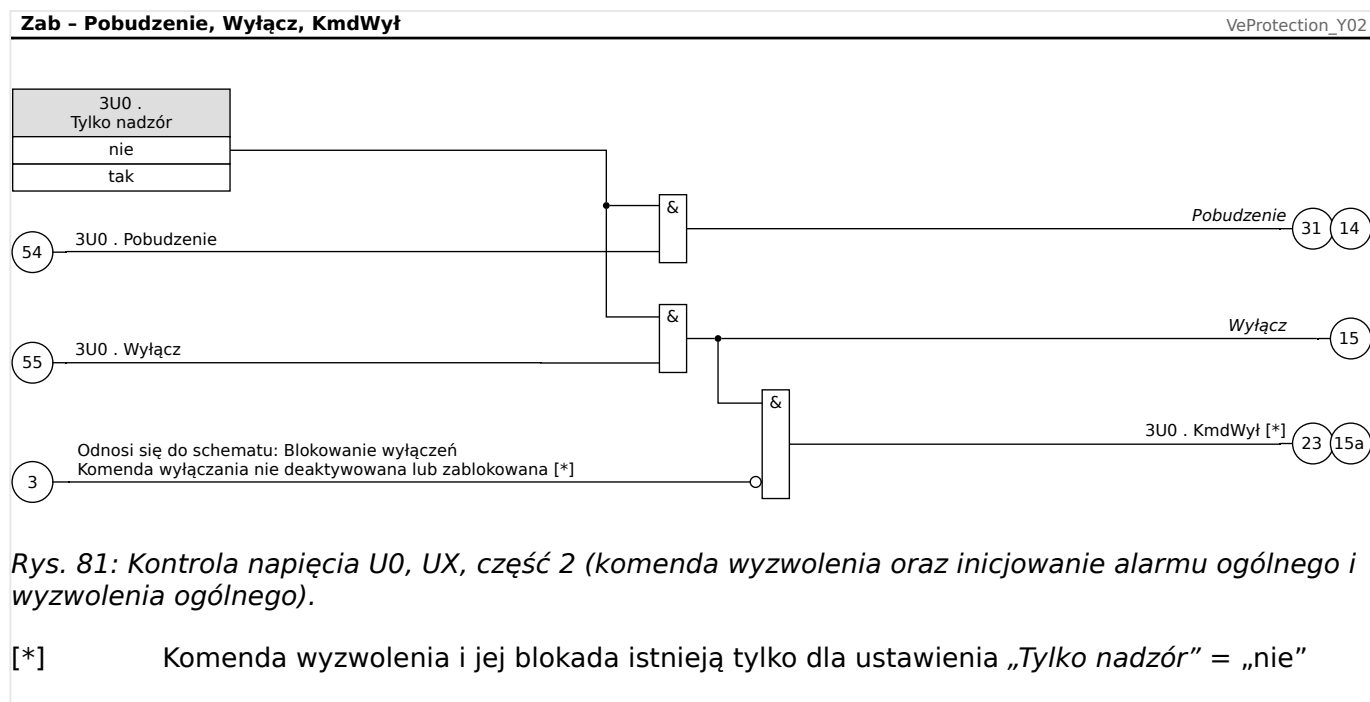 Zab – Pobudzenie, Wyłącz, KmdWył
VeProtection_Y02
3U0 .
Tylko nadzór
nie
tak
&
Pobudzenie
31
14
54
3U0 . Pobudzenie
&
Wyłącz
15
55
3U0 . Wyłącz
&
3U0 . KmdWył [*]
23
15a
3
Odnosi się do schematu: Blokowanie wyłączeń
Komenda wyłączania nie deaktywowana lub zablokowana [*]
Rys. 81: Kontrola napięcia U0, UX, część 2 (komenda wyzwolenia oraz inicjowanie alarmu ogólnego i
wyzwolenia ogólnego).
[*] Komenda wyzwolenia i jej blokada istnieją tylko dla ustawienia „Tylko nadzór” = „nie”